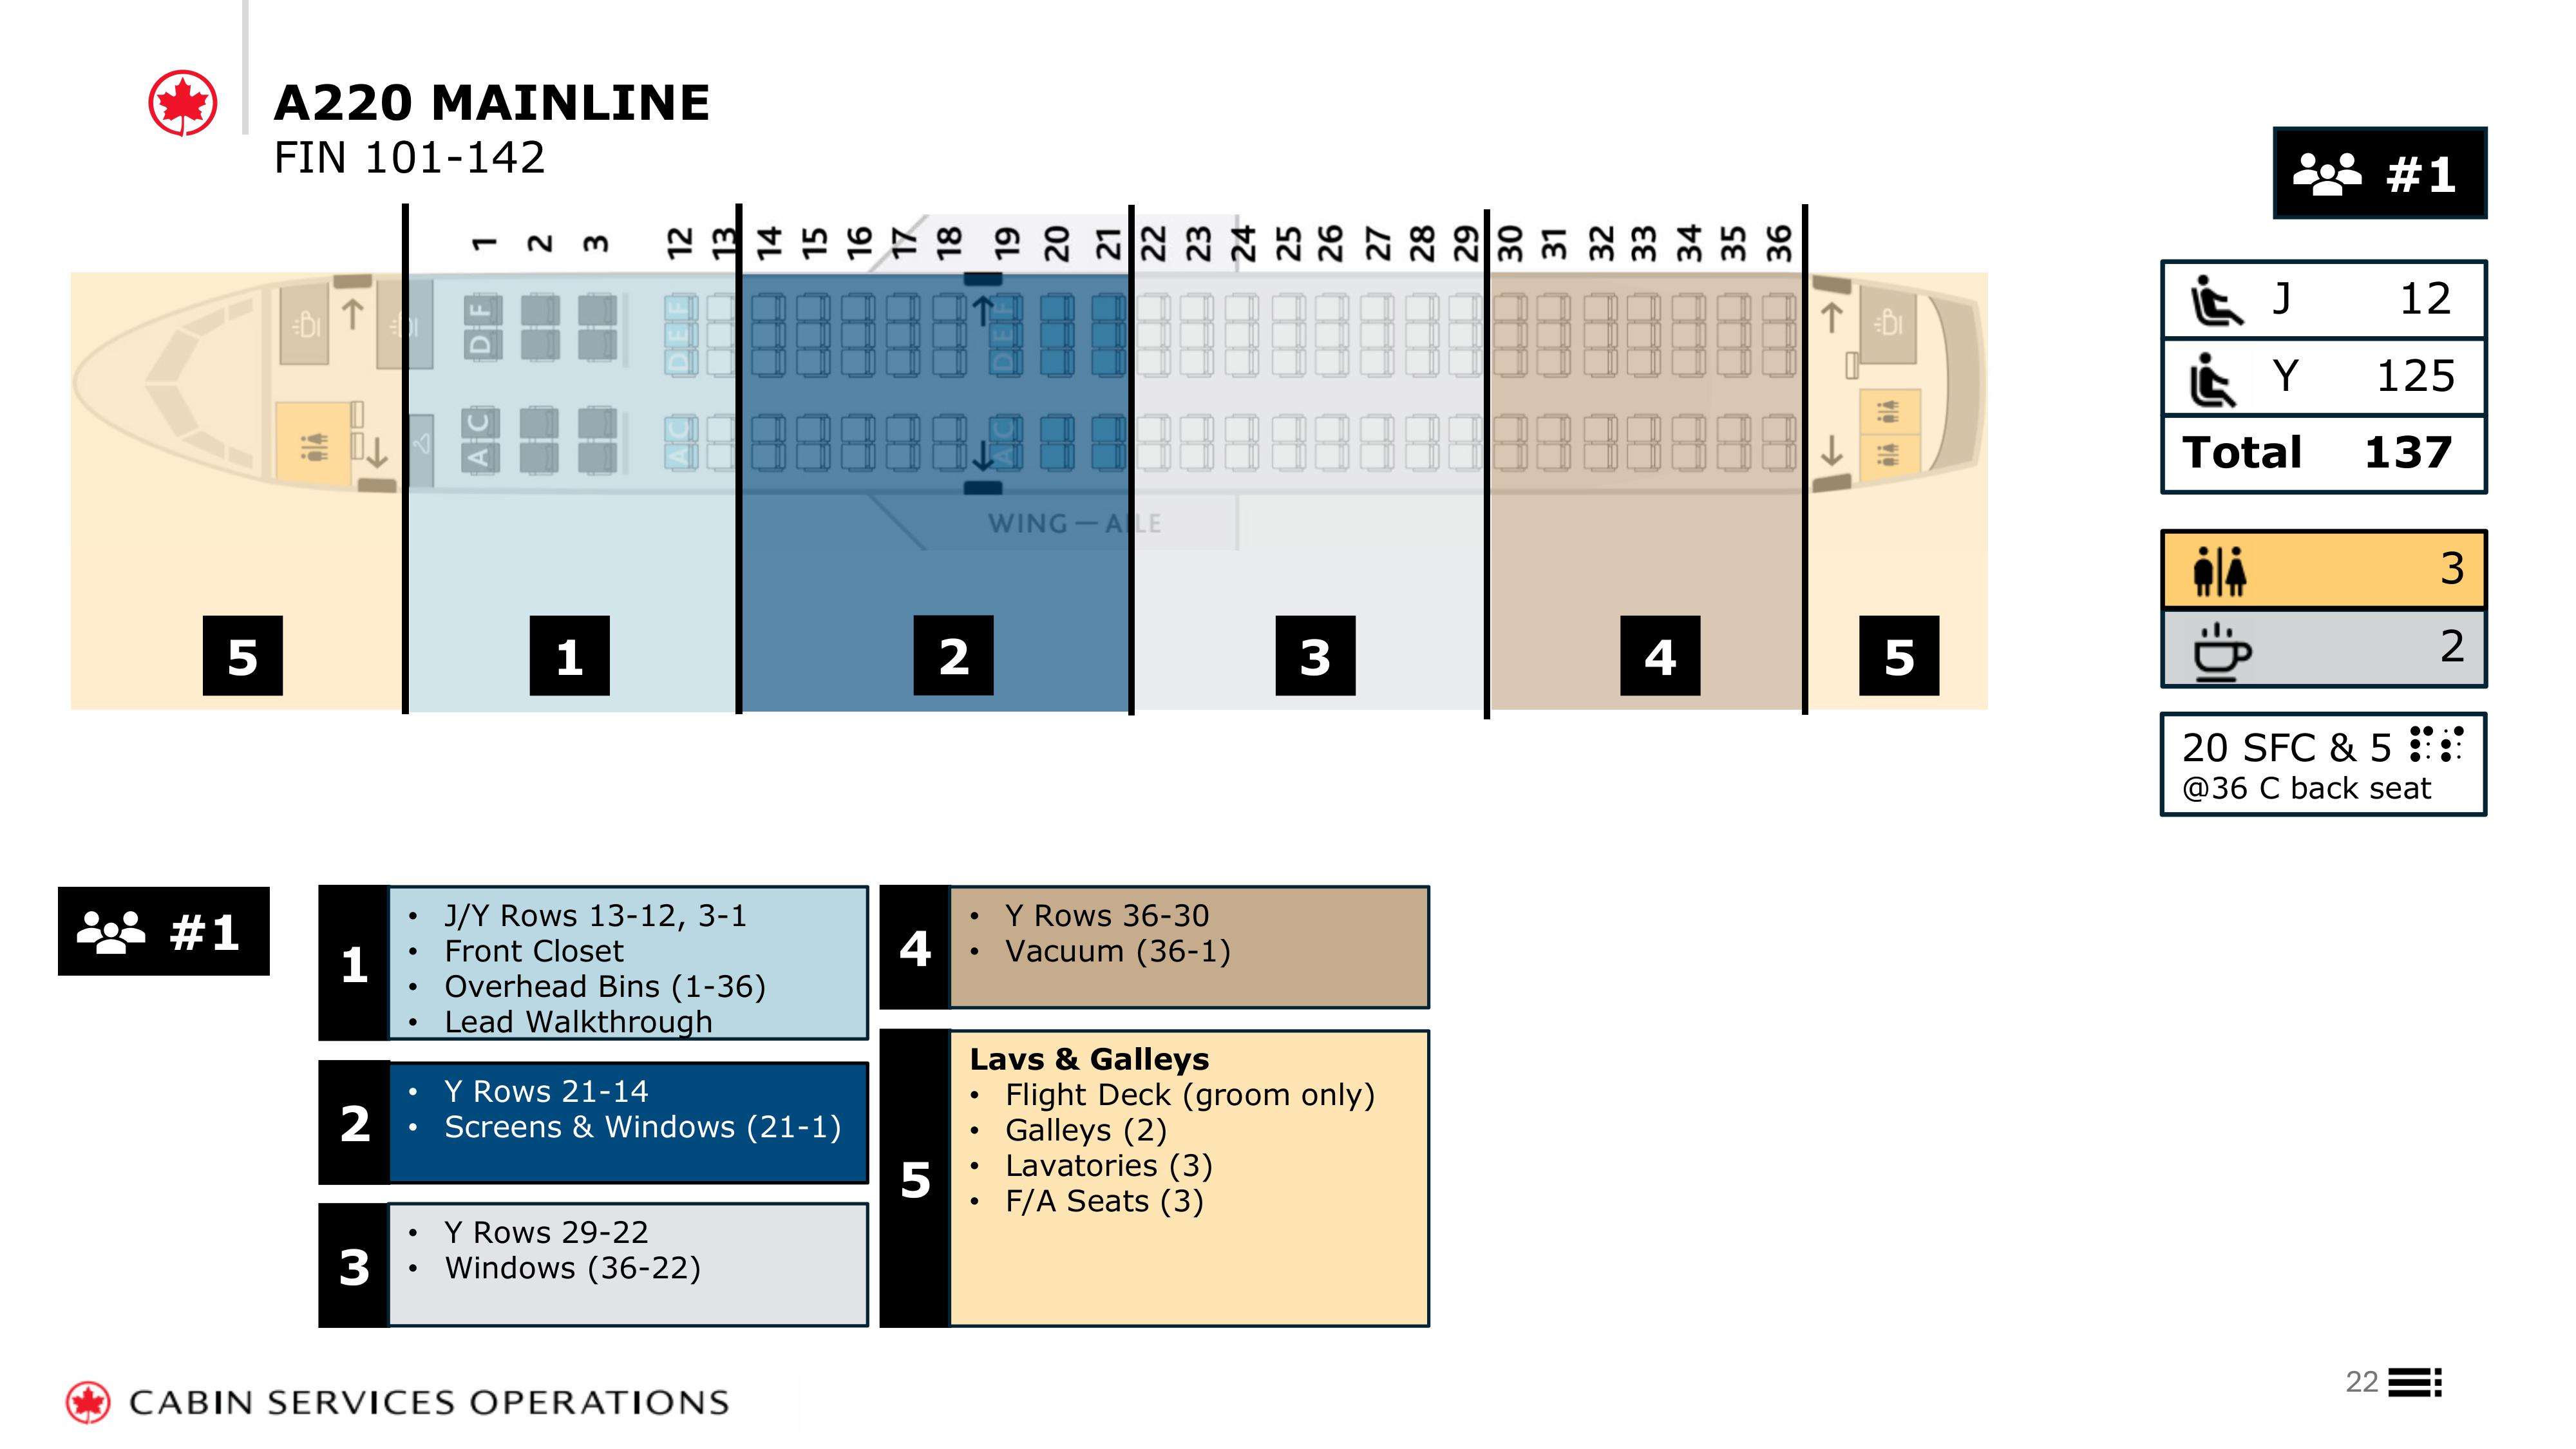 A220 MAINLINE
FIN 101-142
#1
1 2 3 12 13 14 15 16 17 18 19 20 21 22 23 24 25 26 27 28 29 30 31 32 33 34 35 36
D F
D E F
D E F
A C
A C
A C
WING — AILE
5 1 2 3 4 5
J 12
Y 125
Total 137
3
2
20 SFC & 5
@36 C back seat
#1
1
• J/Y Rows 13-12, 3-1
• Front Closet
• Overhead Bins (1-36)
• Lead Walkthrough
2
• Y Rows 21-14
• Screens & Windows (21-1)
3
• Y Rows 29-22
• Windows (36-22)
4
• Y Rows 36-30
• Vacuum (36-1)
5
Lavs & Galleys
• Flight Deck (groom only)
• Galleys (2)
• Lavatories (3)
• F/A Seats (3)
CABIN SERVICES OPERATIONS
22